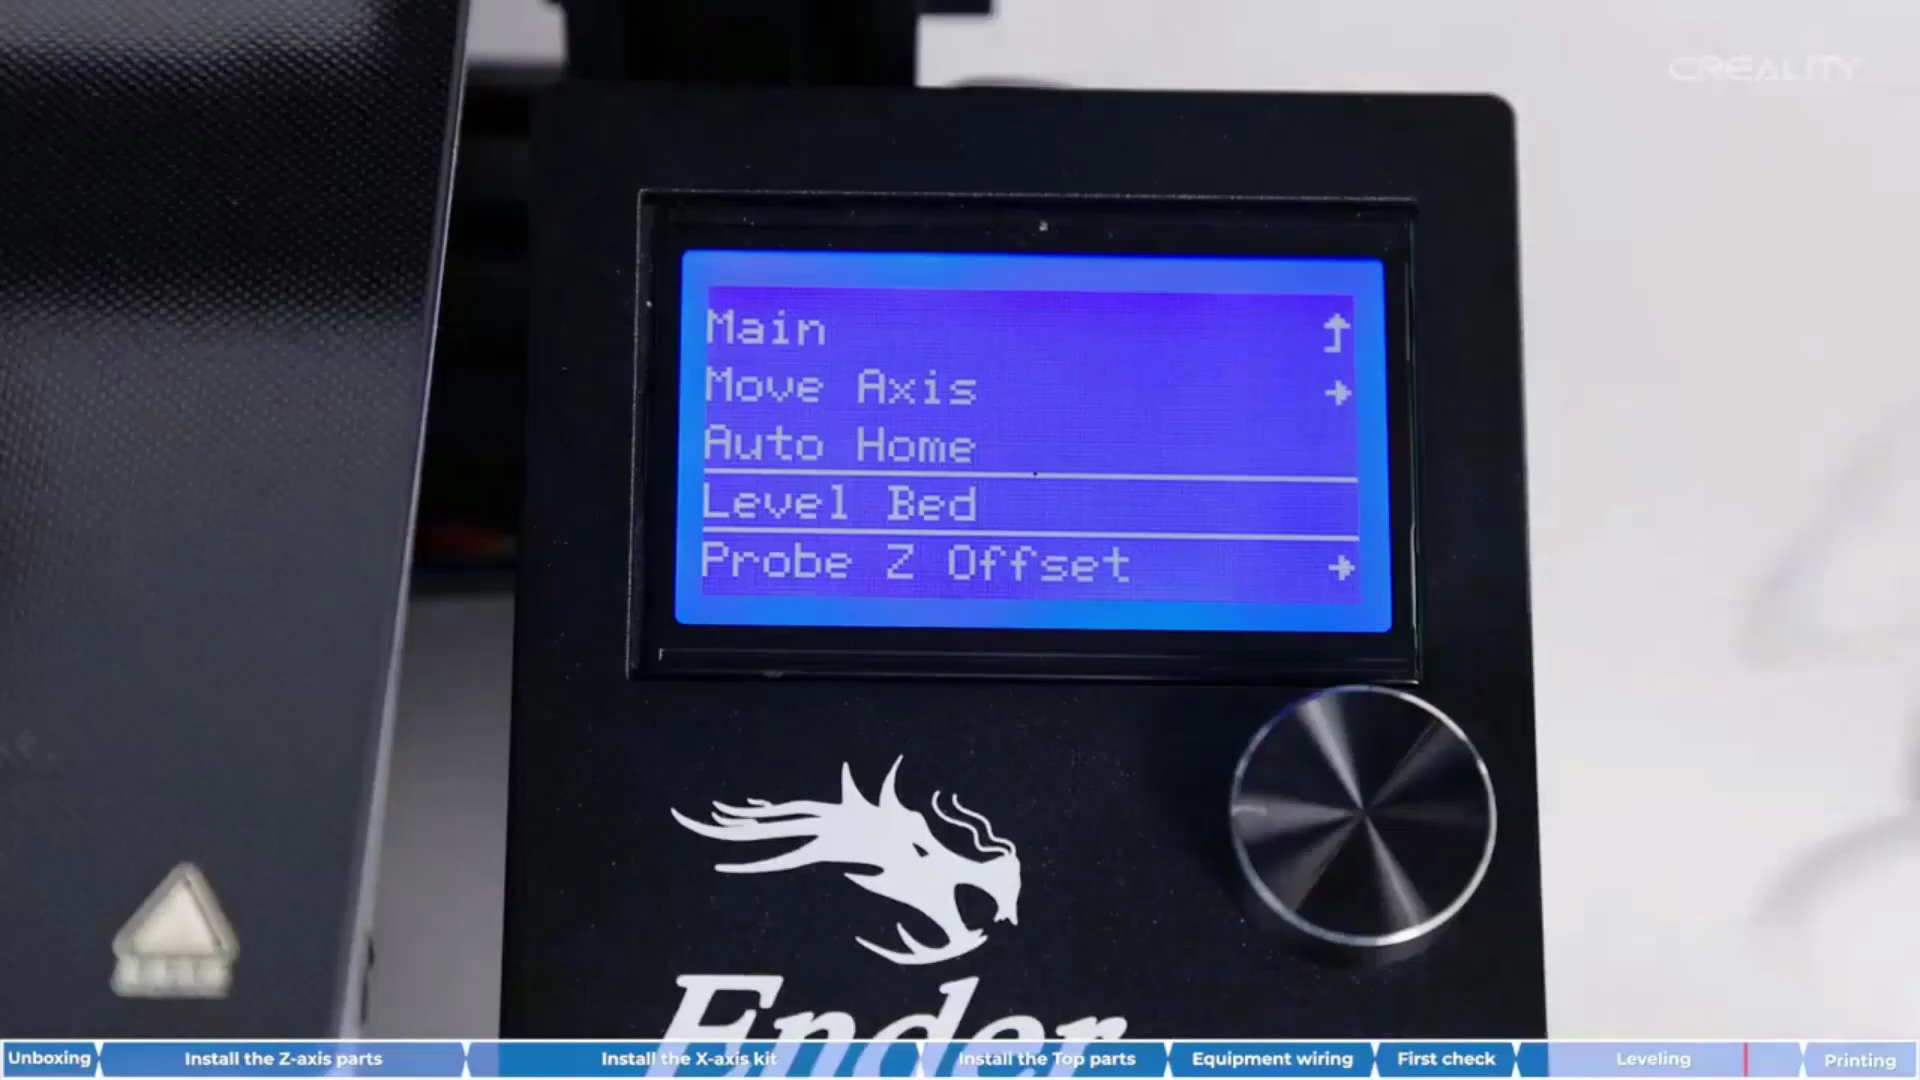 CREALITY
Main
Move Axis
Auto Home
Level Bed
Probe Z Offset
Ender
Unboxing
Install the Z-axis parts
Install the X-axis kit
Install the Top parts
Equipment wiring
First check
Leveling
Printing